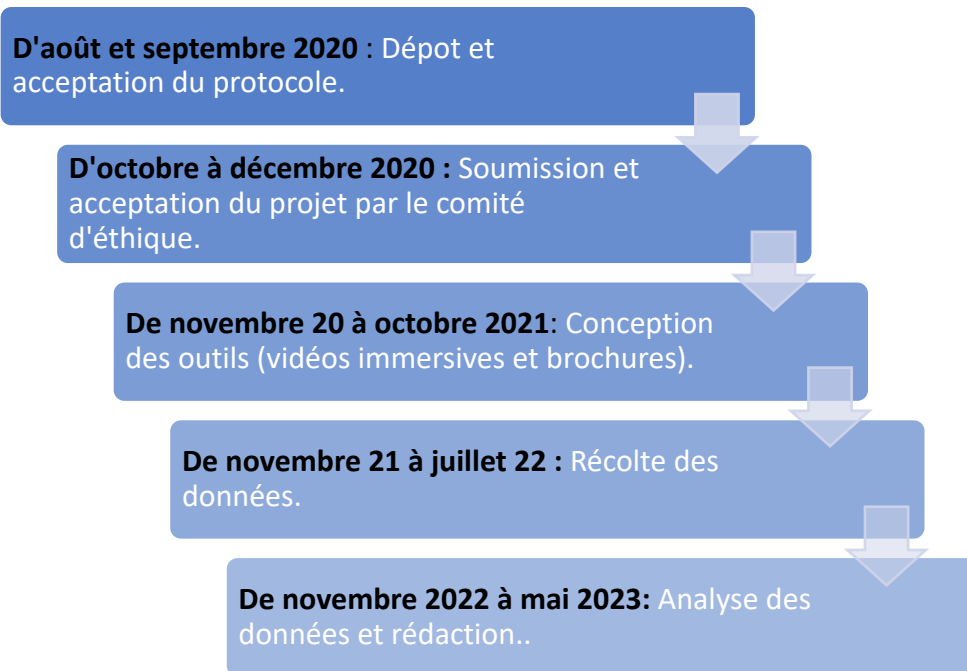 D'août et septembre 2020 : Dépot et
acceptation du protocole.
D'octobre à décembre 2020 : Soumission et
acceptation du projet par le comité
d'éthique.
De novembre 20 à octobre 2021: Conception
des outils (vidéos immersives et brochures).
De novembre 21 à juillet 22 : Récolte des
données.
De novembre 2022 à mai 2023: Analyse des
données et rédaction..